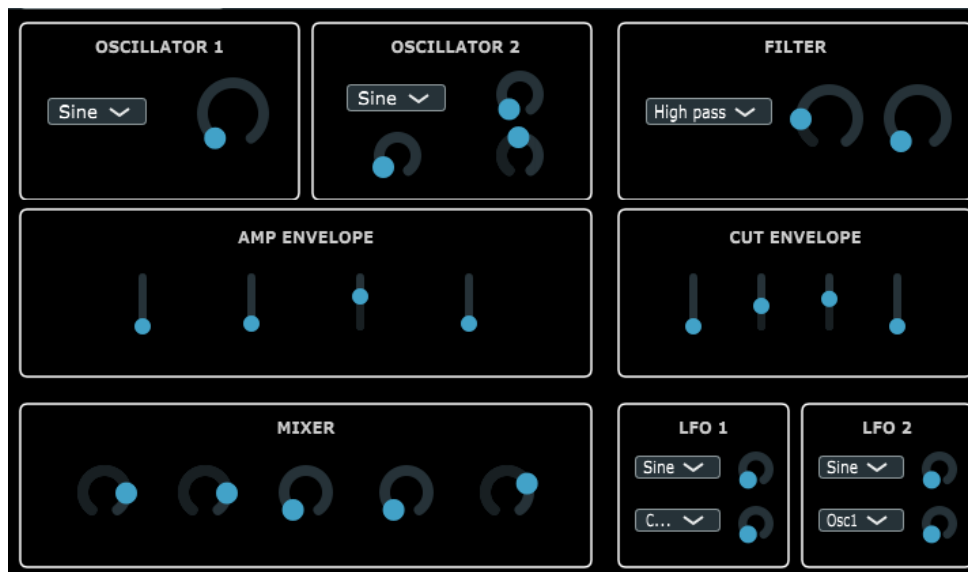 OSCILLATOR 1
OSCILLATOR 2
FILTER
Sine
Sine
High pass
AMP ENVELOPE
CUT ENVELOPE
MIXER
LFO 1
LFO 2
Sine
Sine
C...
Osc1